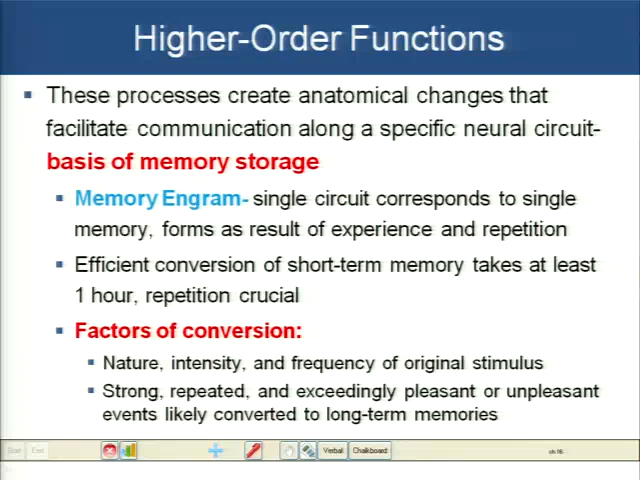 Higher-Order Functions
These processes create anatomical changes that
facilitate communication along a specific neural circuit-
basis of memory storage
Memory Engram- single circuit corresponds to single
memory, forms as result of experience and repetition
Efficient conversion of short-term memory takes at least
1 hour, repetition crucial
Factors of conversion:
Nature, intensity, and frequency of original stimulus
Strong, repeated, and exceedingly pleasant or unpleasant
events likely converted to long-term memories
Start End Verbal Chalkboard